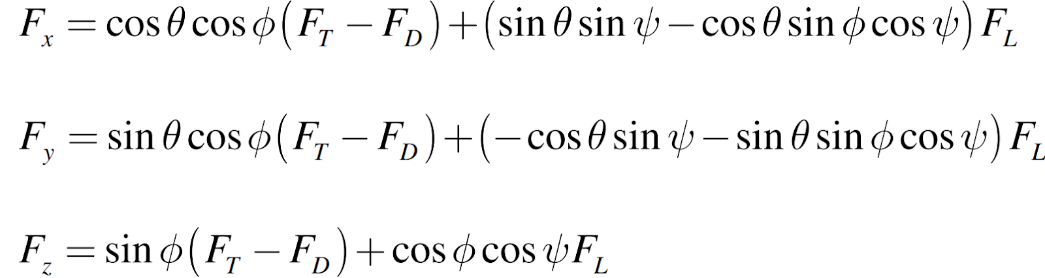 F_x = cos θ cos ϕ (F_T − F_D) + (sin θ sin ψ − cos θ sin ϕ cos ψ) F_L
F_y = sin θ cos ϕ (F_T − F_D) + (− cos θ sin ψ − sin θ sin ϕ cos ψ) F_L
F_z = sin ϕ (F_T − F_D) + cos ϕ cos ψ F_L